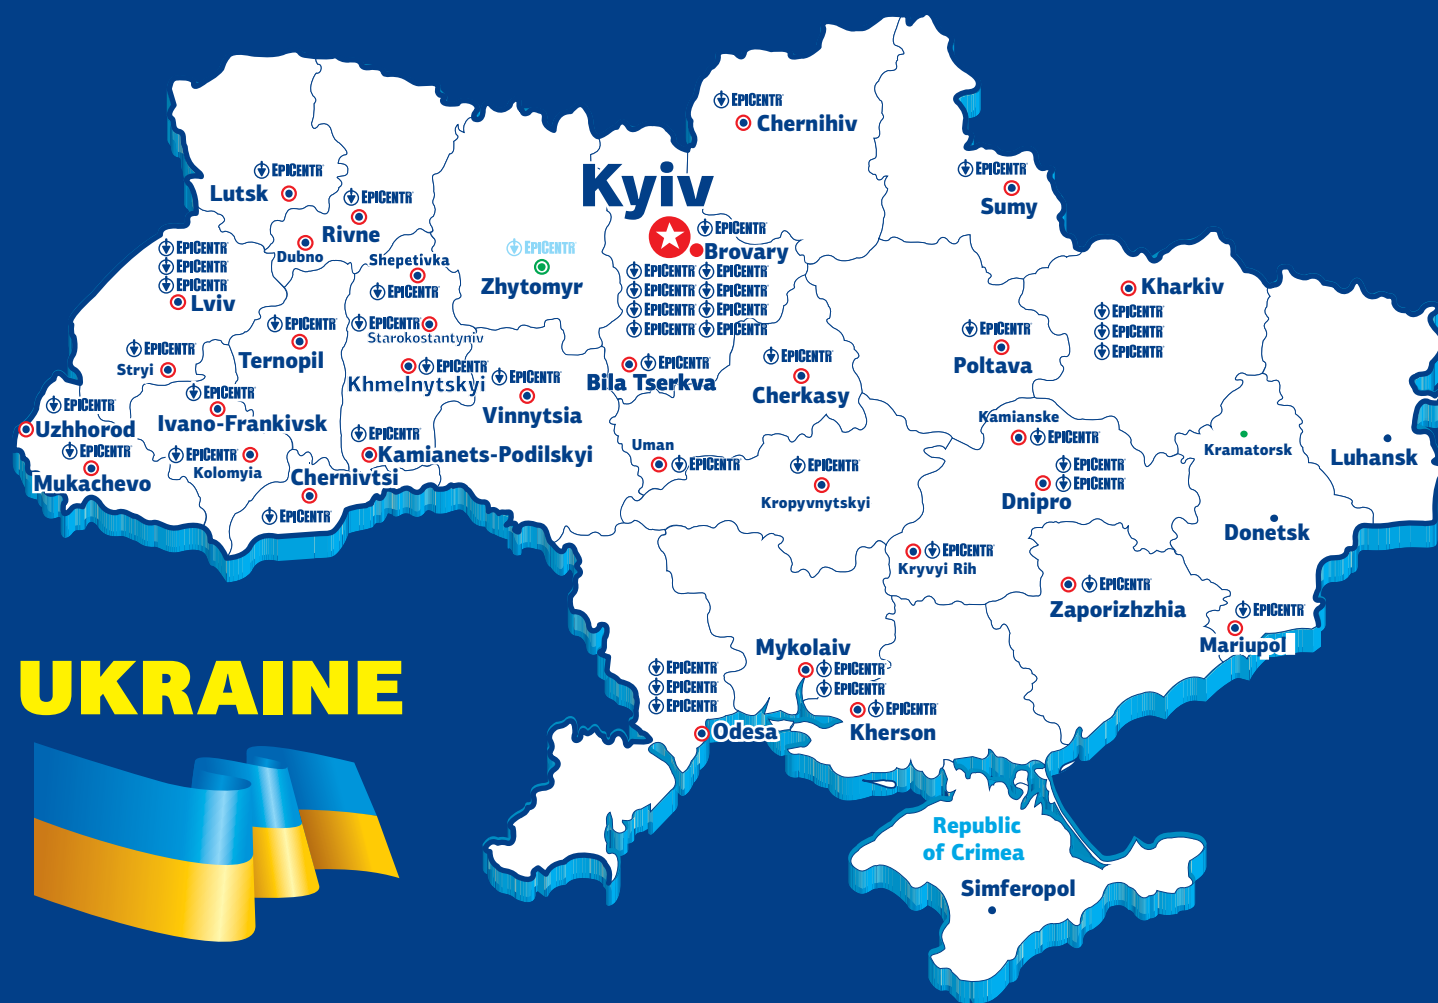 EPICENTR
Chernihiv
EPICENTR
Lutsk
EPICENTR
Sumy
Kyiv
EPICENTR
Rivne
Dubno
EPICENTR
Brovary
EPICENTR
EPICENTR
EPICENTR
Lviv
Shepetivka
EPICENTR
EPICENTR
Zhytomyr
EPICENTR EPICENTR
EPICENTR EPICENTR
EPICENTR EPICENTR
EPICENTR EPICENTR
Kharkiv
EPICENTR
EPICENTR
EPICENTR
EPICENTR
Ternopil
EPICENTR
Starokostantyniv
EPICENTR
Poltava
EPICENTR
Stryi
EPICENTR
Khmelnytskyi
EPICENTR
Vinnytsia
EPICENTR
Bila Tserkva
EPICENTR
Cherkasy
EPICENTR
Ivano-Frankivsk
EPICENTR
Uzhhorod
EPICENTR
Mukachevo
EPICENTR
Kolomyia
EPICENTR
Kamianets-Podilskyi
Chernivtsi
EPICENTR
Uman
EPICENTR
EPICENTR
Kropyvnytskyi
Kamianske
EPICENTR
EPICENTR
EPICENTR
Dnipro
Kramatorsk
Luhansk
Donetsk
EPICENTR
Kryvyi Rih
EPICENTR
Zaporizhzhia
EPICENTR
Mariupol
Mykolaiv
EPICENTR
EPICENTR
EPICENTR
Kherson
EPICENTR
EPICENTR
EPICENTR
Odesa
UKRAINE
Republic
of Crimea
Simferopol